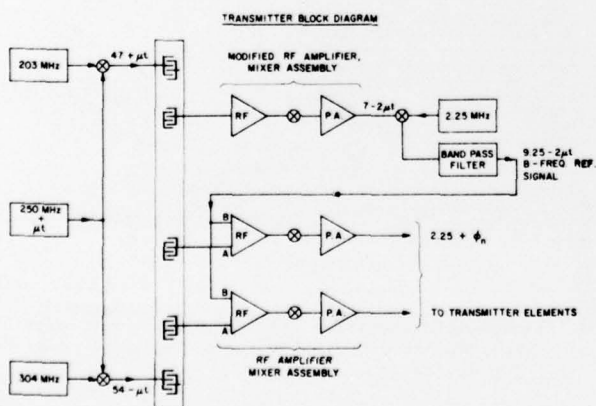 TRANSMITTER BLOCK DIAGRAM
203 MHz
47 + μt
MODIFIED RF AMPLIFIER,
MIXER ASSEMBLY
RF
P.A
7-2μt
2.25 MHz
BAND PASS
FILTER
9.25-2μt
B-FREQ. REF.
SIGNAL
250 MHz
+
μt
B
A
RF
P.A
2.25 + ϕn
B
A
RF
P.A
TO TRANSMITTER ELEMENTS
RF AMPLIFIER
MIXER ASSEMBLY
304 MHz
54-μt